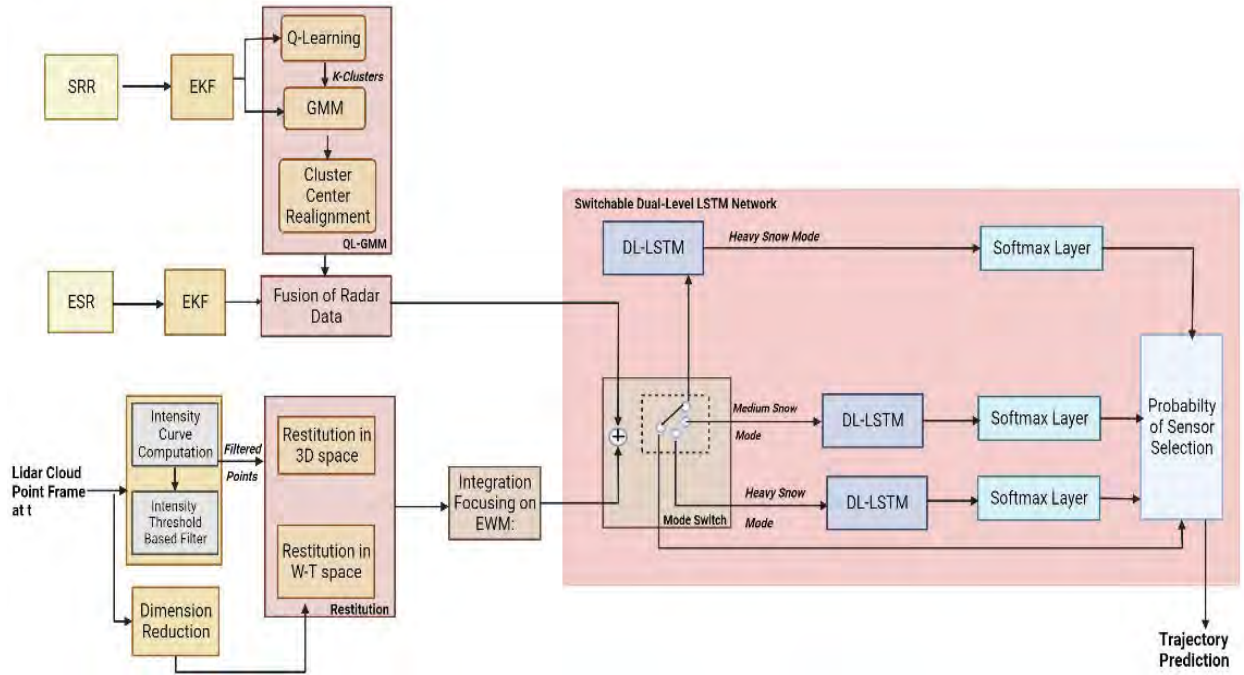 Q-Learning
K-Clusters
SRR
EKF
GMM
Cluster
Center
Realignment
QL-GMM
ESR
EKF
Fusion of Radar
Data
Lidar Cloud
Point Frame
at t
Intensity
Curve
Computation
Intensity
Threshold
Based Filter
Filtered
Points
Dimension
Reduction
Restitution in
3D space
Restitution in
W-T space
Restitution
Integration
Focusing on
EWM:
Switchable Dual-Level LSTM Network
DL-LSTM
Heavy Snow Mode
Softmax Layer
Medium Snow
Mode
DL-LSTM
Softmax Layer
Heavy Snow
Mode
DL-LSTM
Softmax Layer
Mode Switch
Probabilty
of Sensor
Selection
Trajectory
Prediction